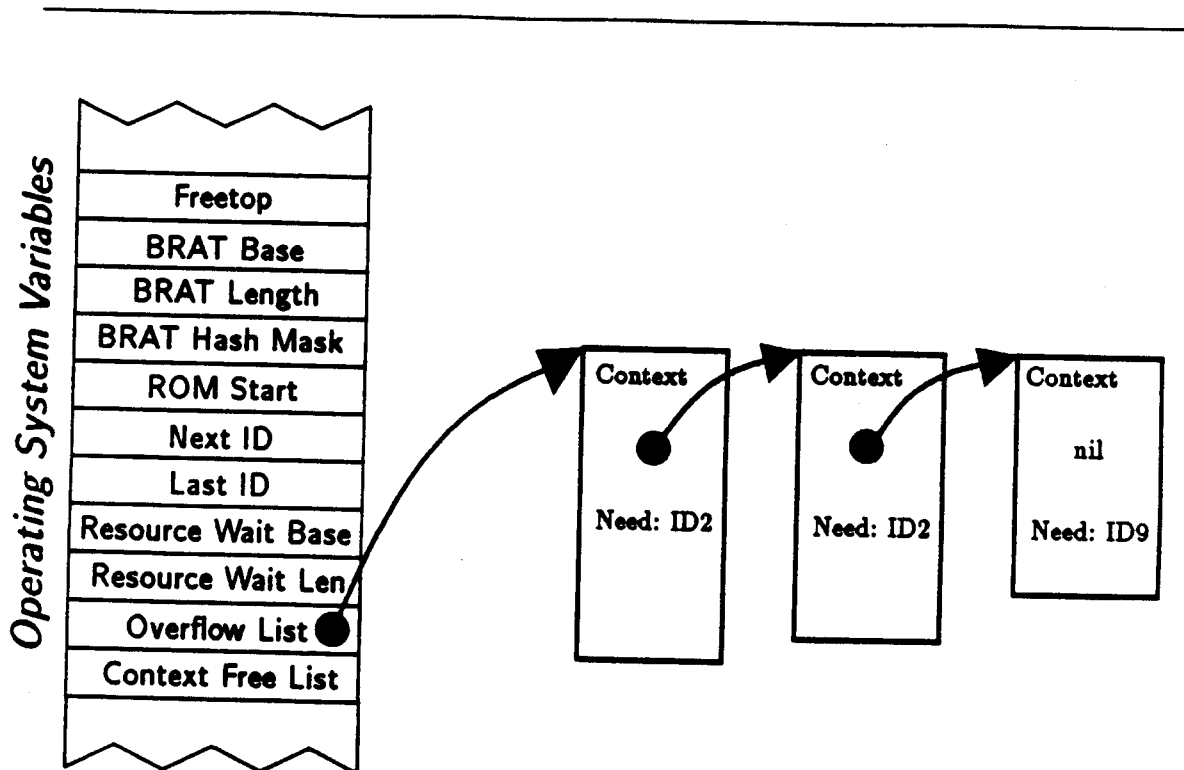 Operating System Variables
Freetop
BRAT Base
BRAT Length
BRAT Hash Mask
ROM Start
Next ID
Last ID
Resource Wait Base
Resource Wait Len
Overflow List
Context Free List
Context
Need: ID2
Context
Need: ID2
Context
nil
Need: ID9